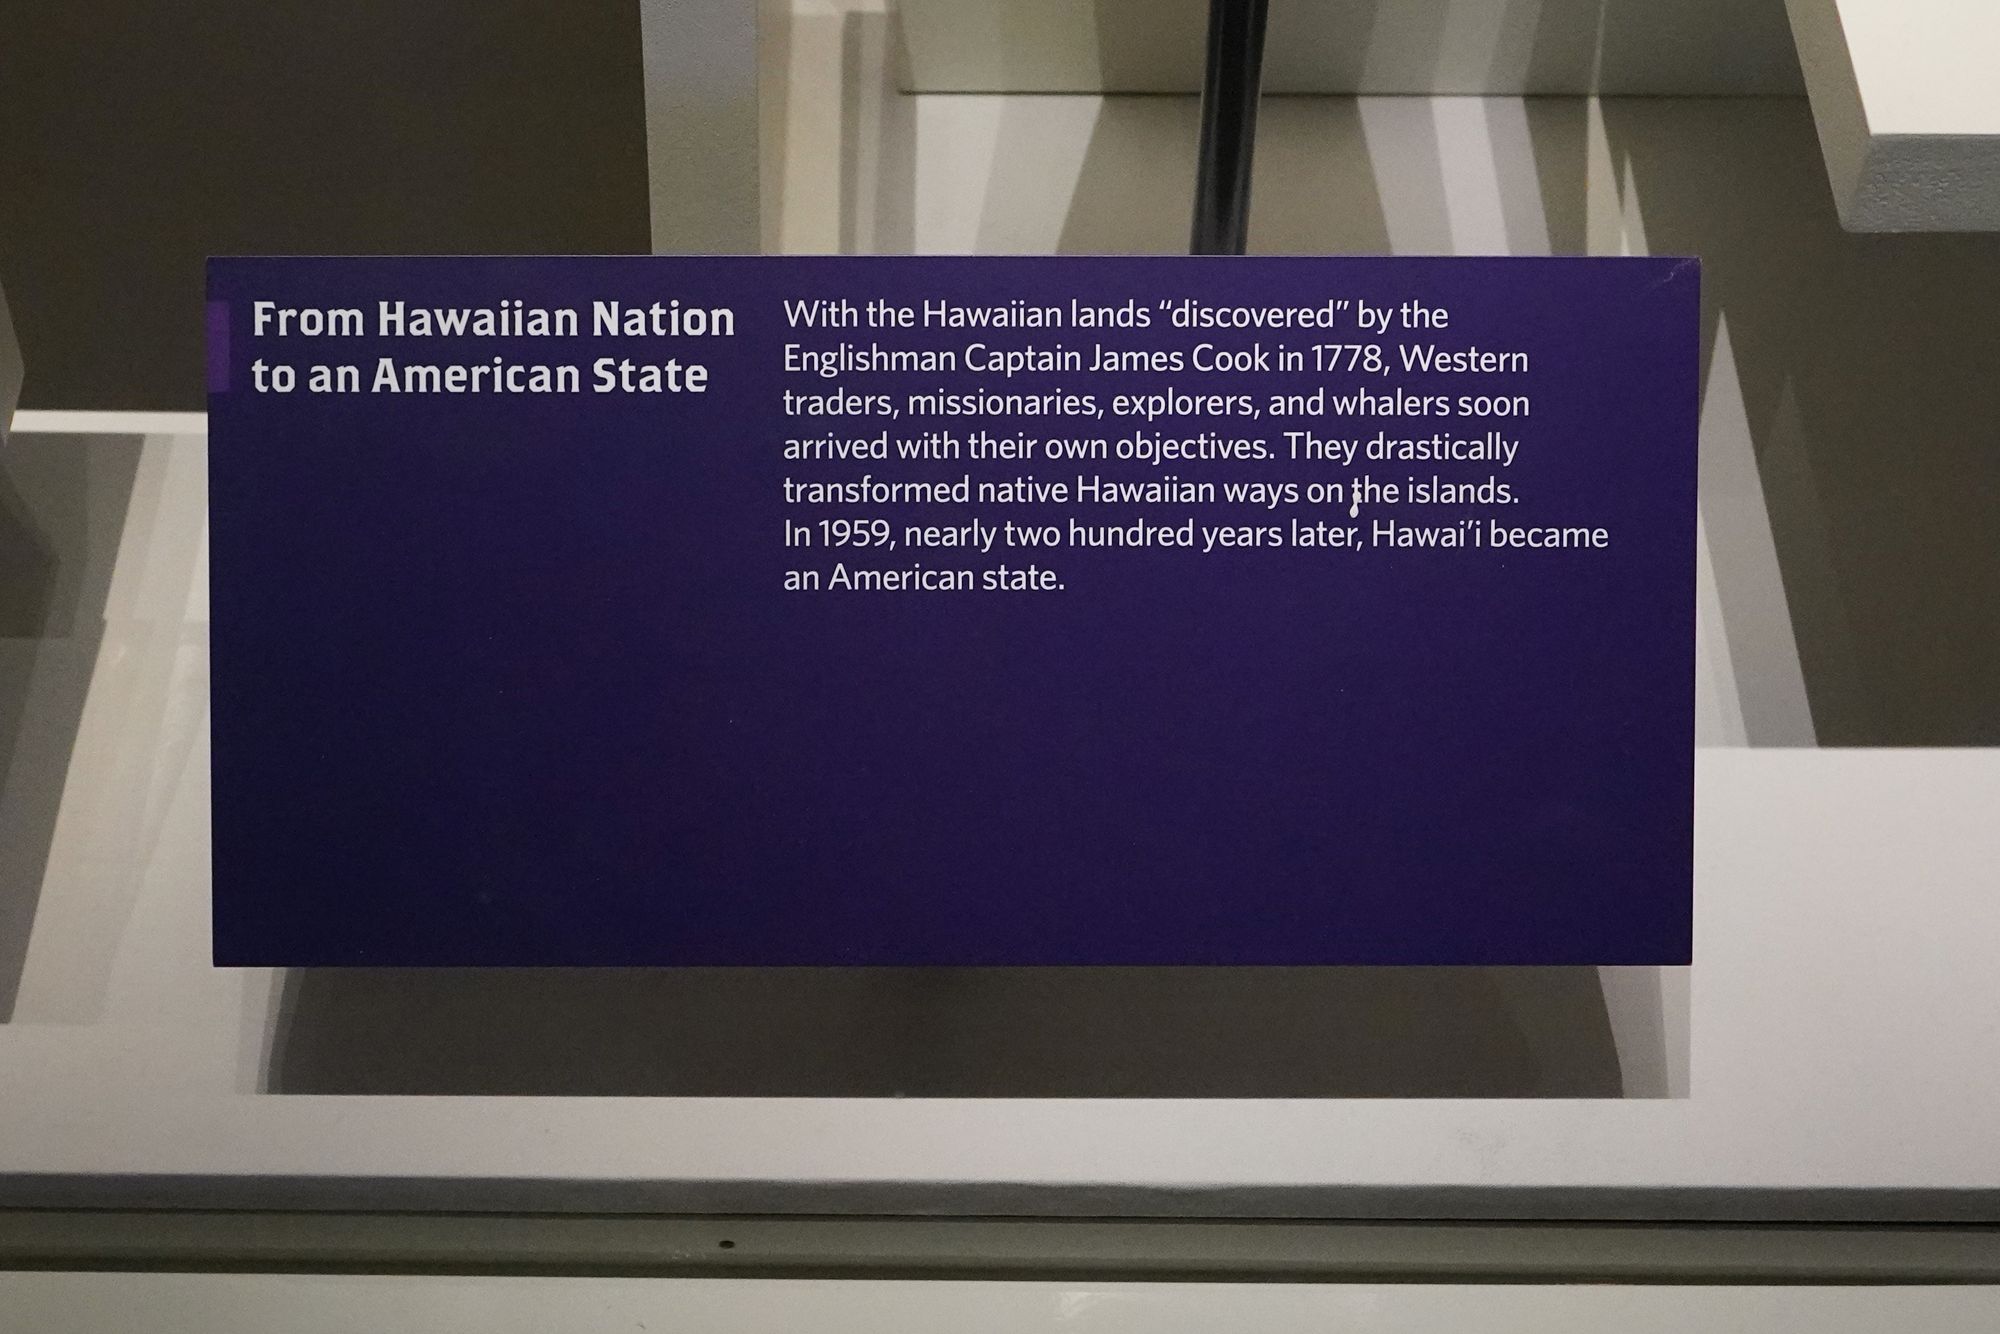 From Hawaiian Nation
to an American State
With the Hawaiian lands “discovered” by the
Englishman Captain James Cook in 1778, Western
traders, missionaries, explorers, and whalers soon
arrived with their own objectives. They drastically
transformed native Hawaiian ways on the islands.
In 1959, nearly two hundred years later, Hawai’i became
an American state.